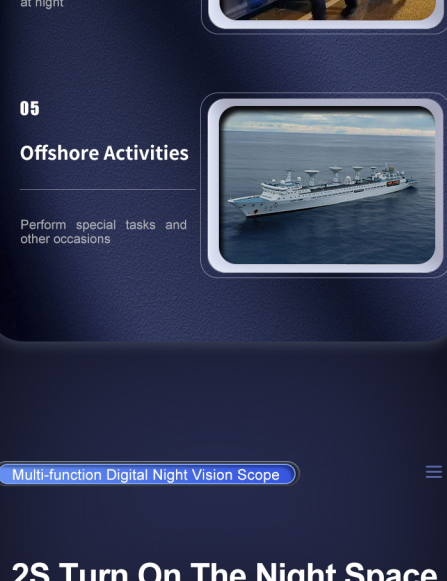 at night
05
Offshore Activities
Perform special tasks and
other occasions
Multi-function Digital Night Vision Scope
2S Turn On The Night Space